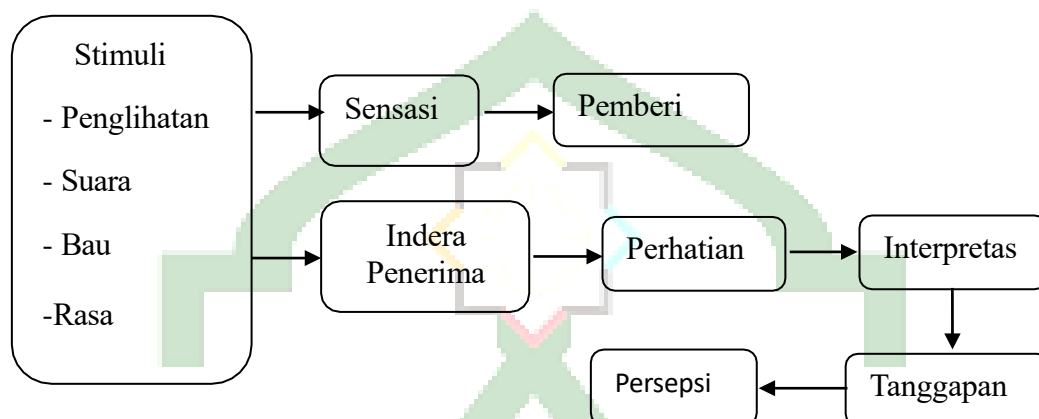 Stimuli
- Penglihatan
- Suara
- Bau
-Rasa
Sensasi
Pemberi
Indera
Penerima
Perhatian
Interpretas
Tanggapan
Persepsi